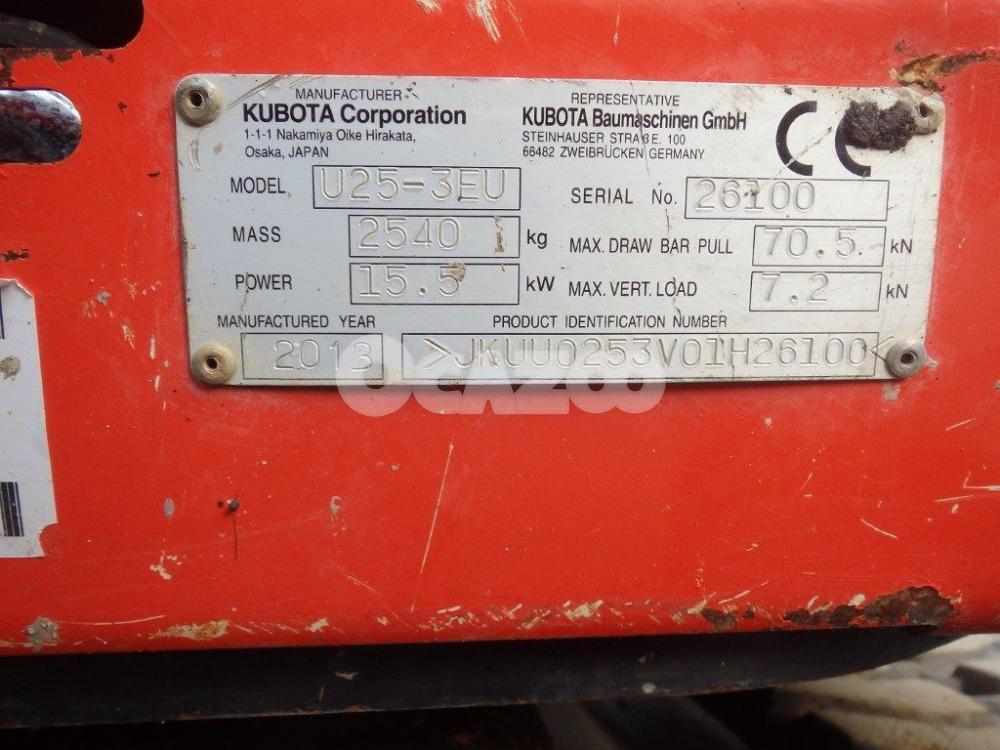 MANUFACTURER
KUBOTA Corporation
1-1-1 Nakamiya Oike Hirakata,
Osaka, JAPAN
REPRESENTATIVE
KUBOTA Baumaschinen GmbH
STEINHAUSER STRAßE. 100
66482 ZWEIBRÜCKEN GERMANY
CE
MODEL U25-3EU
SERIAL No. 26100
MASS 2540 kg
MAX. DRAW BAR PULL 70.5 kN
POWER 15.5 kW
MAX. VERT. LOAD 7.2 kN
MANUFACTURED YEAR
2013
PRODUCT IDENTIFICATION NUMBER
>JKUU0253V01H26100<
OCAZOO